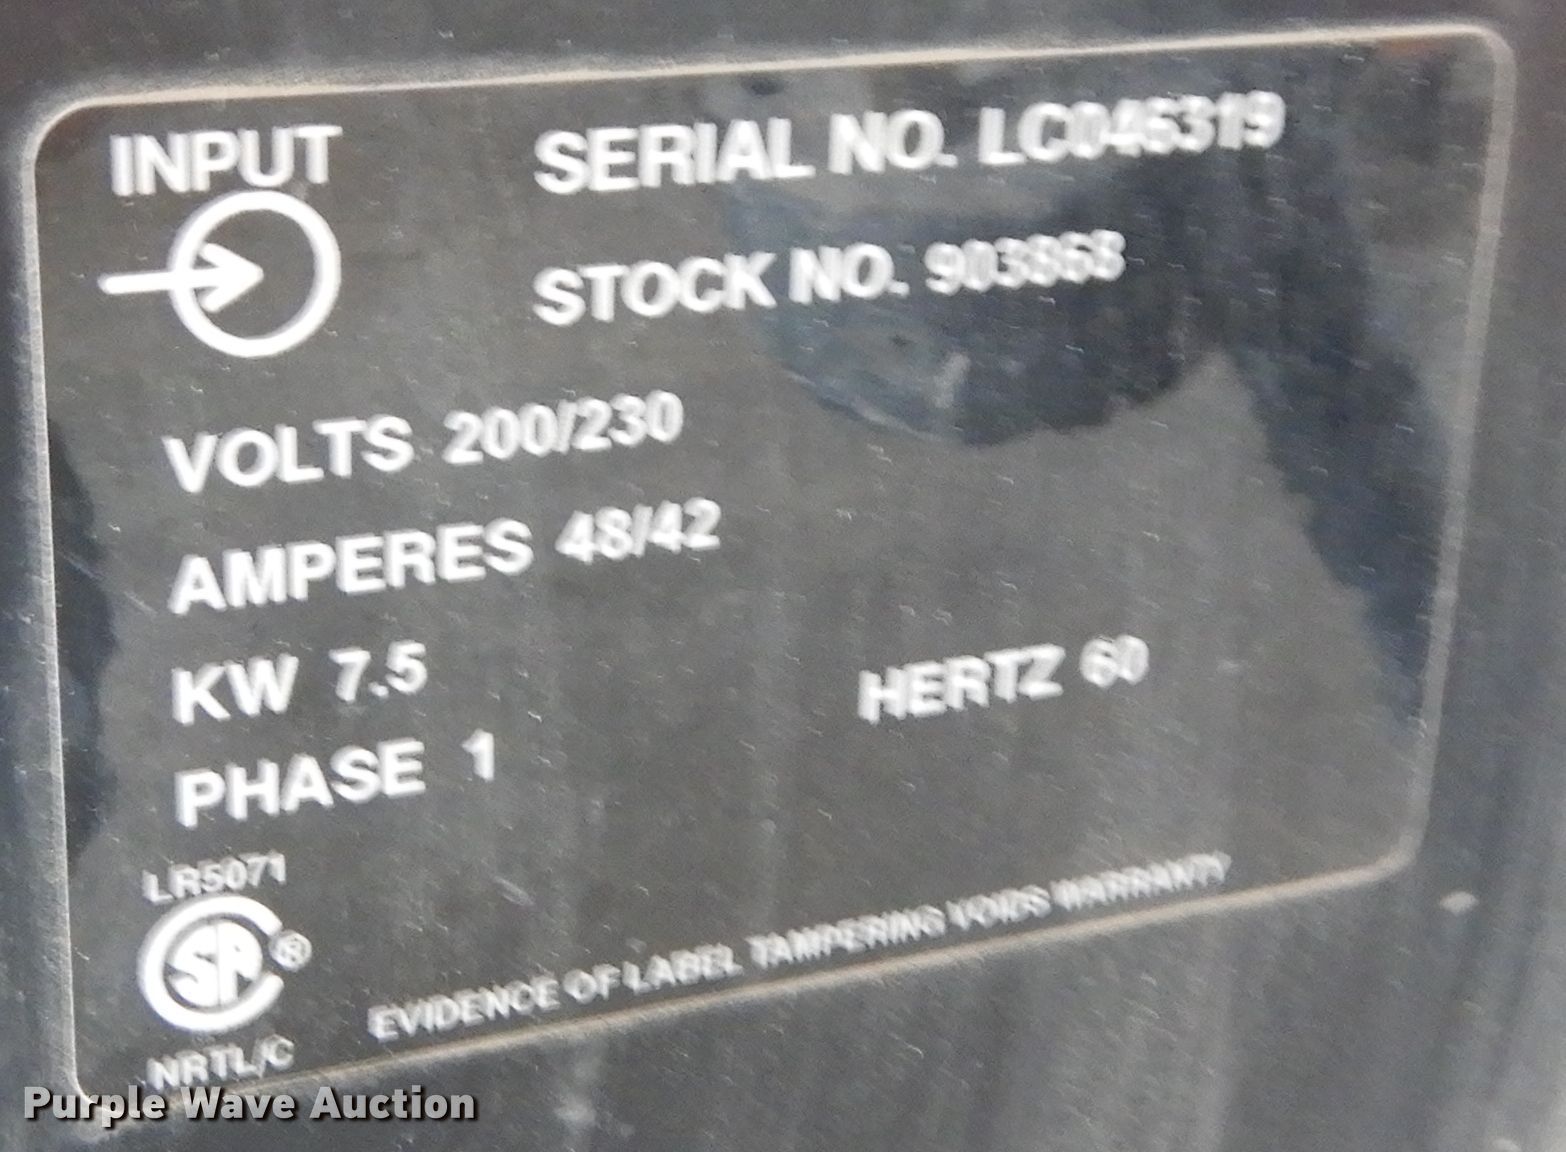 INPUT
SERIAL NO. LC046319
STOCK NO. 903868
VOLTS 200/230
AMPERES 48/42
KW 7.5
HERTZ 60
PHASE 1
LR5071
SA ®
NRTL/C
EVIDENCE OF LABEL TAMPERING VOIDS WARRANTY
Purple Wave Auction